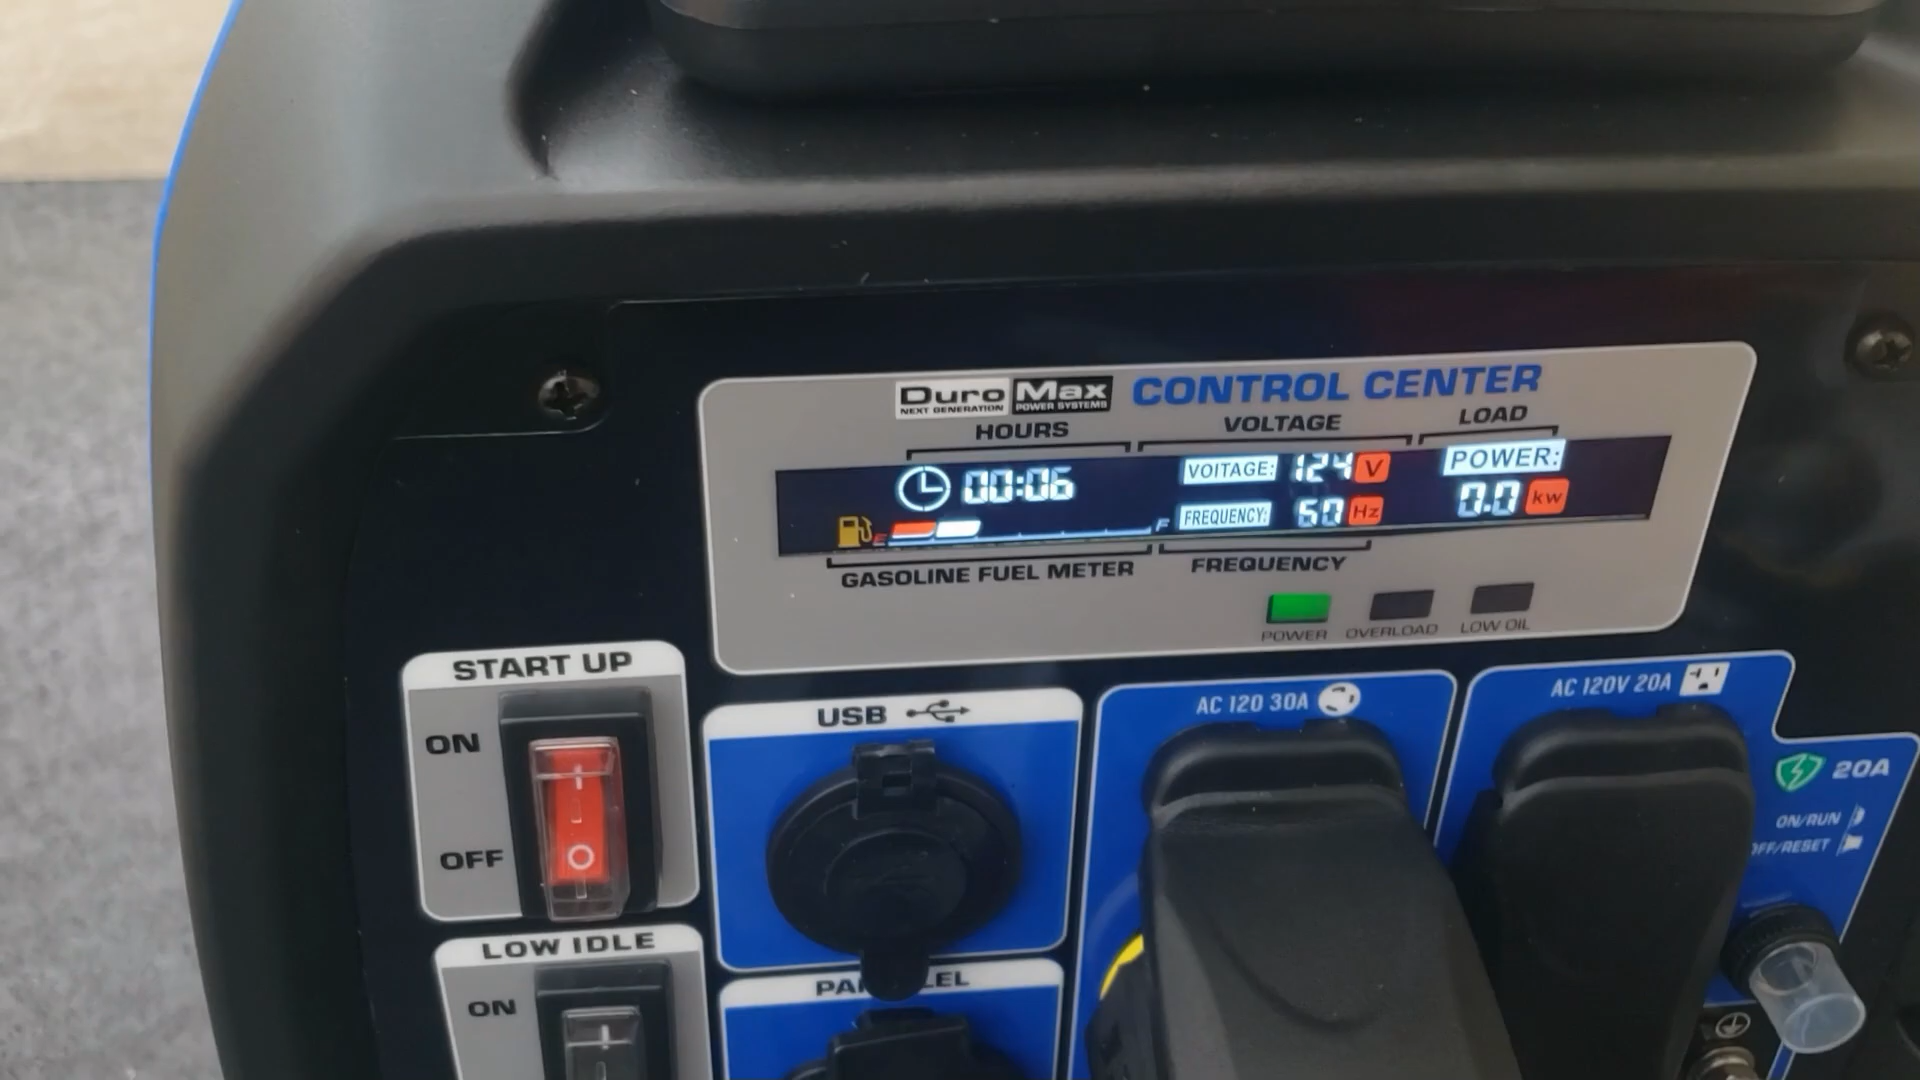 DuroMax CONTROL CENTER
NEXT GENERATION POWER SYSTEMS
HOURS
VOLTAGE
LOAD
00:06
VOITAGE: 124 V
POWER:
0.0 kw
E
F
FREQUENCY: 60 Hz
GASOLINE FUEL METER
FREQUENCY
POWER
OVERLOAD
LOW OIL
START UP
ON
OFF
USB
AC 120 30A
AC 120V 20A
20A
ON/RUN
OFF/RESET
LOW IDLE
ON